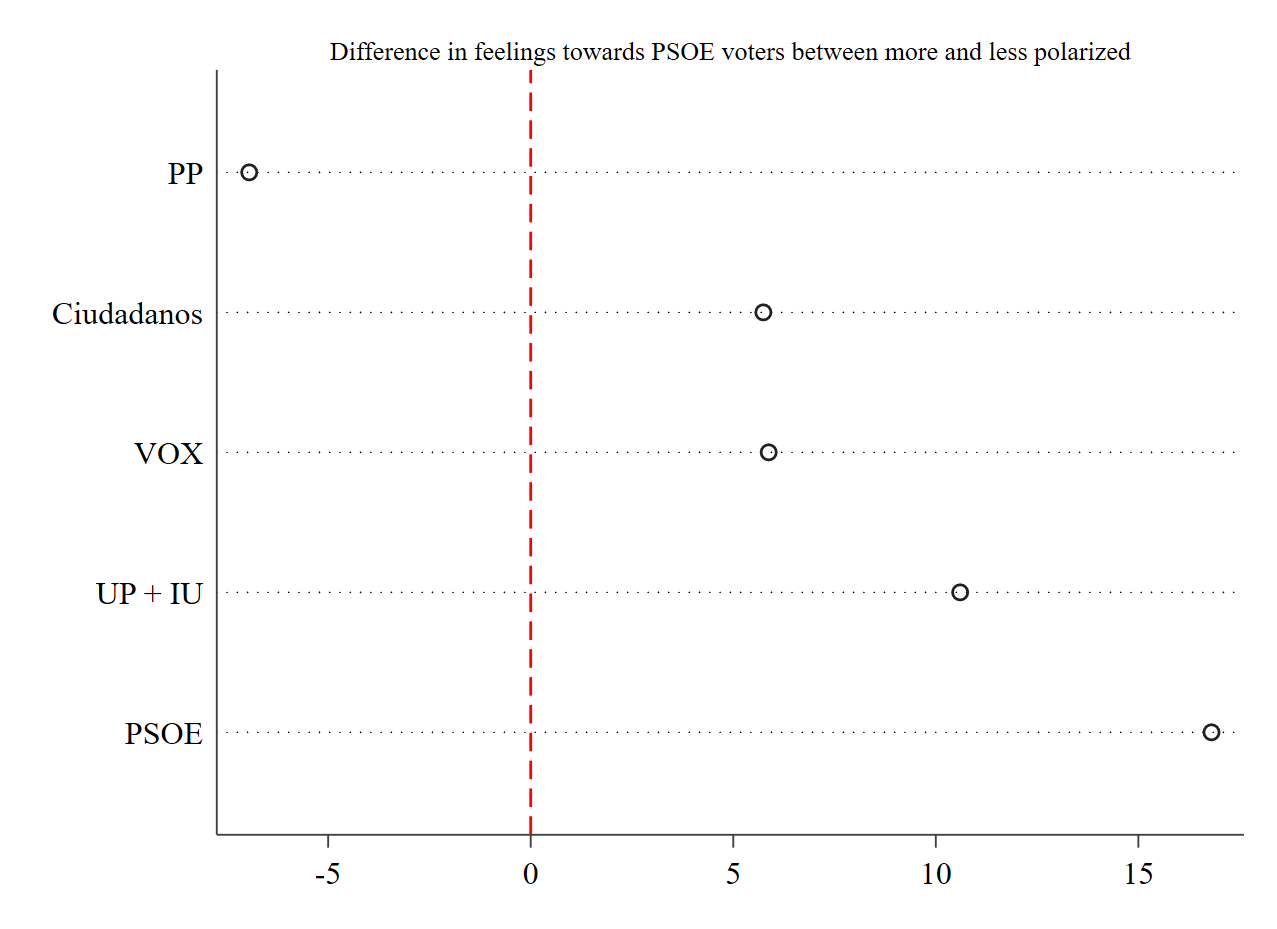 Difference in feelings towards PSOE voters between more and less polarized
PP
Ciudadanos
VOX
UP + IU
PSOE
-5 0 5 10 15